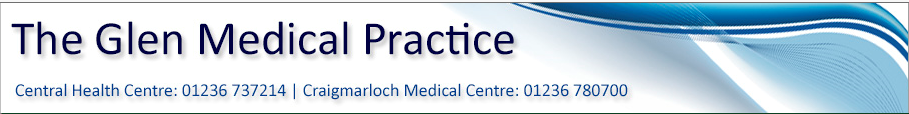 The Glen Medical Practice
Central Health Centre: 01236 737214 | Craigmarloch Medical Centre: 01236 780700